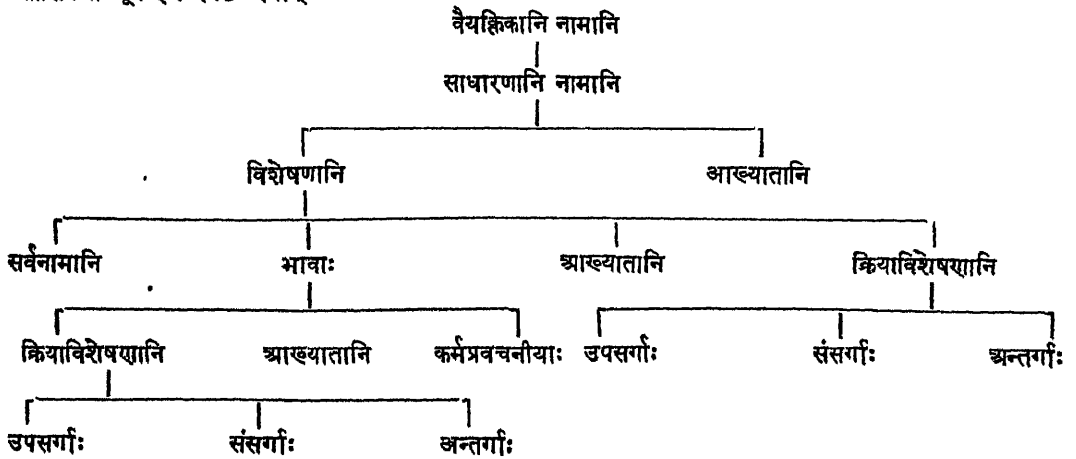 वैयक्तिकानि नामानि
साधारणानि नामानि
विशेषणानि आख्यातानि
सर्वनामानि भावाः आख्यातानि क्रियाविशेषणानि
क्रियाविशेषणानि आख्यातानि कर्मप्रवचनीयाः उपसर्गाः संसर्गाः अन्तर्गाः
उपसर्गाः संसर्गाः अन्तर्गाः